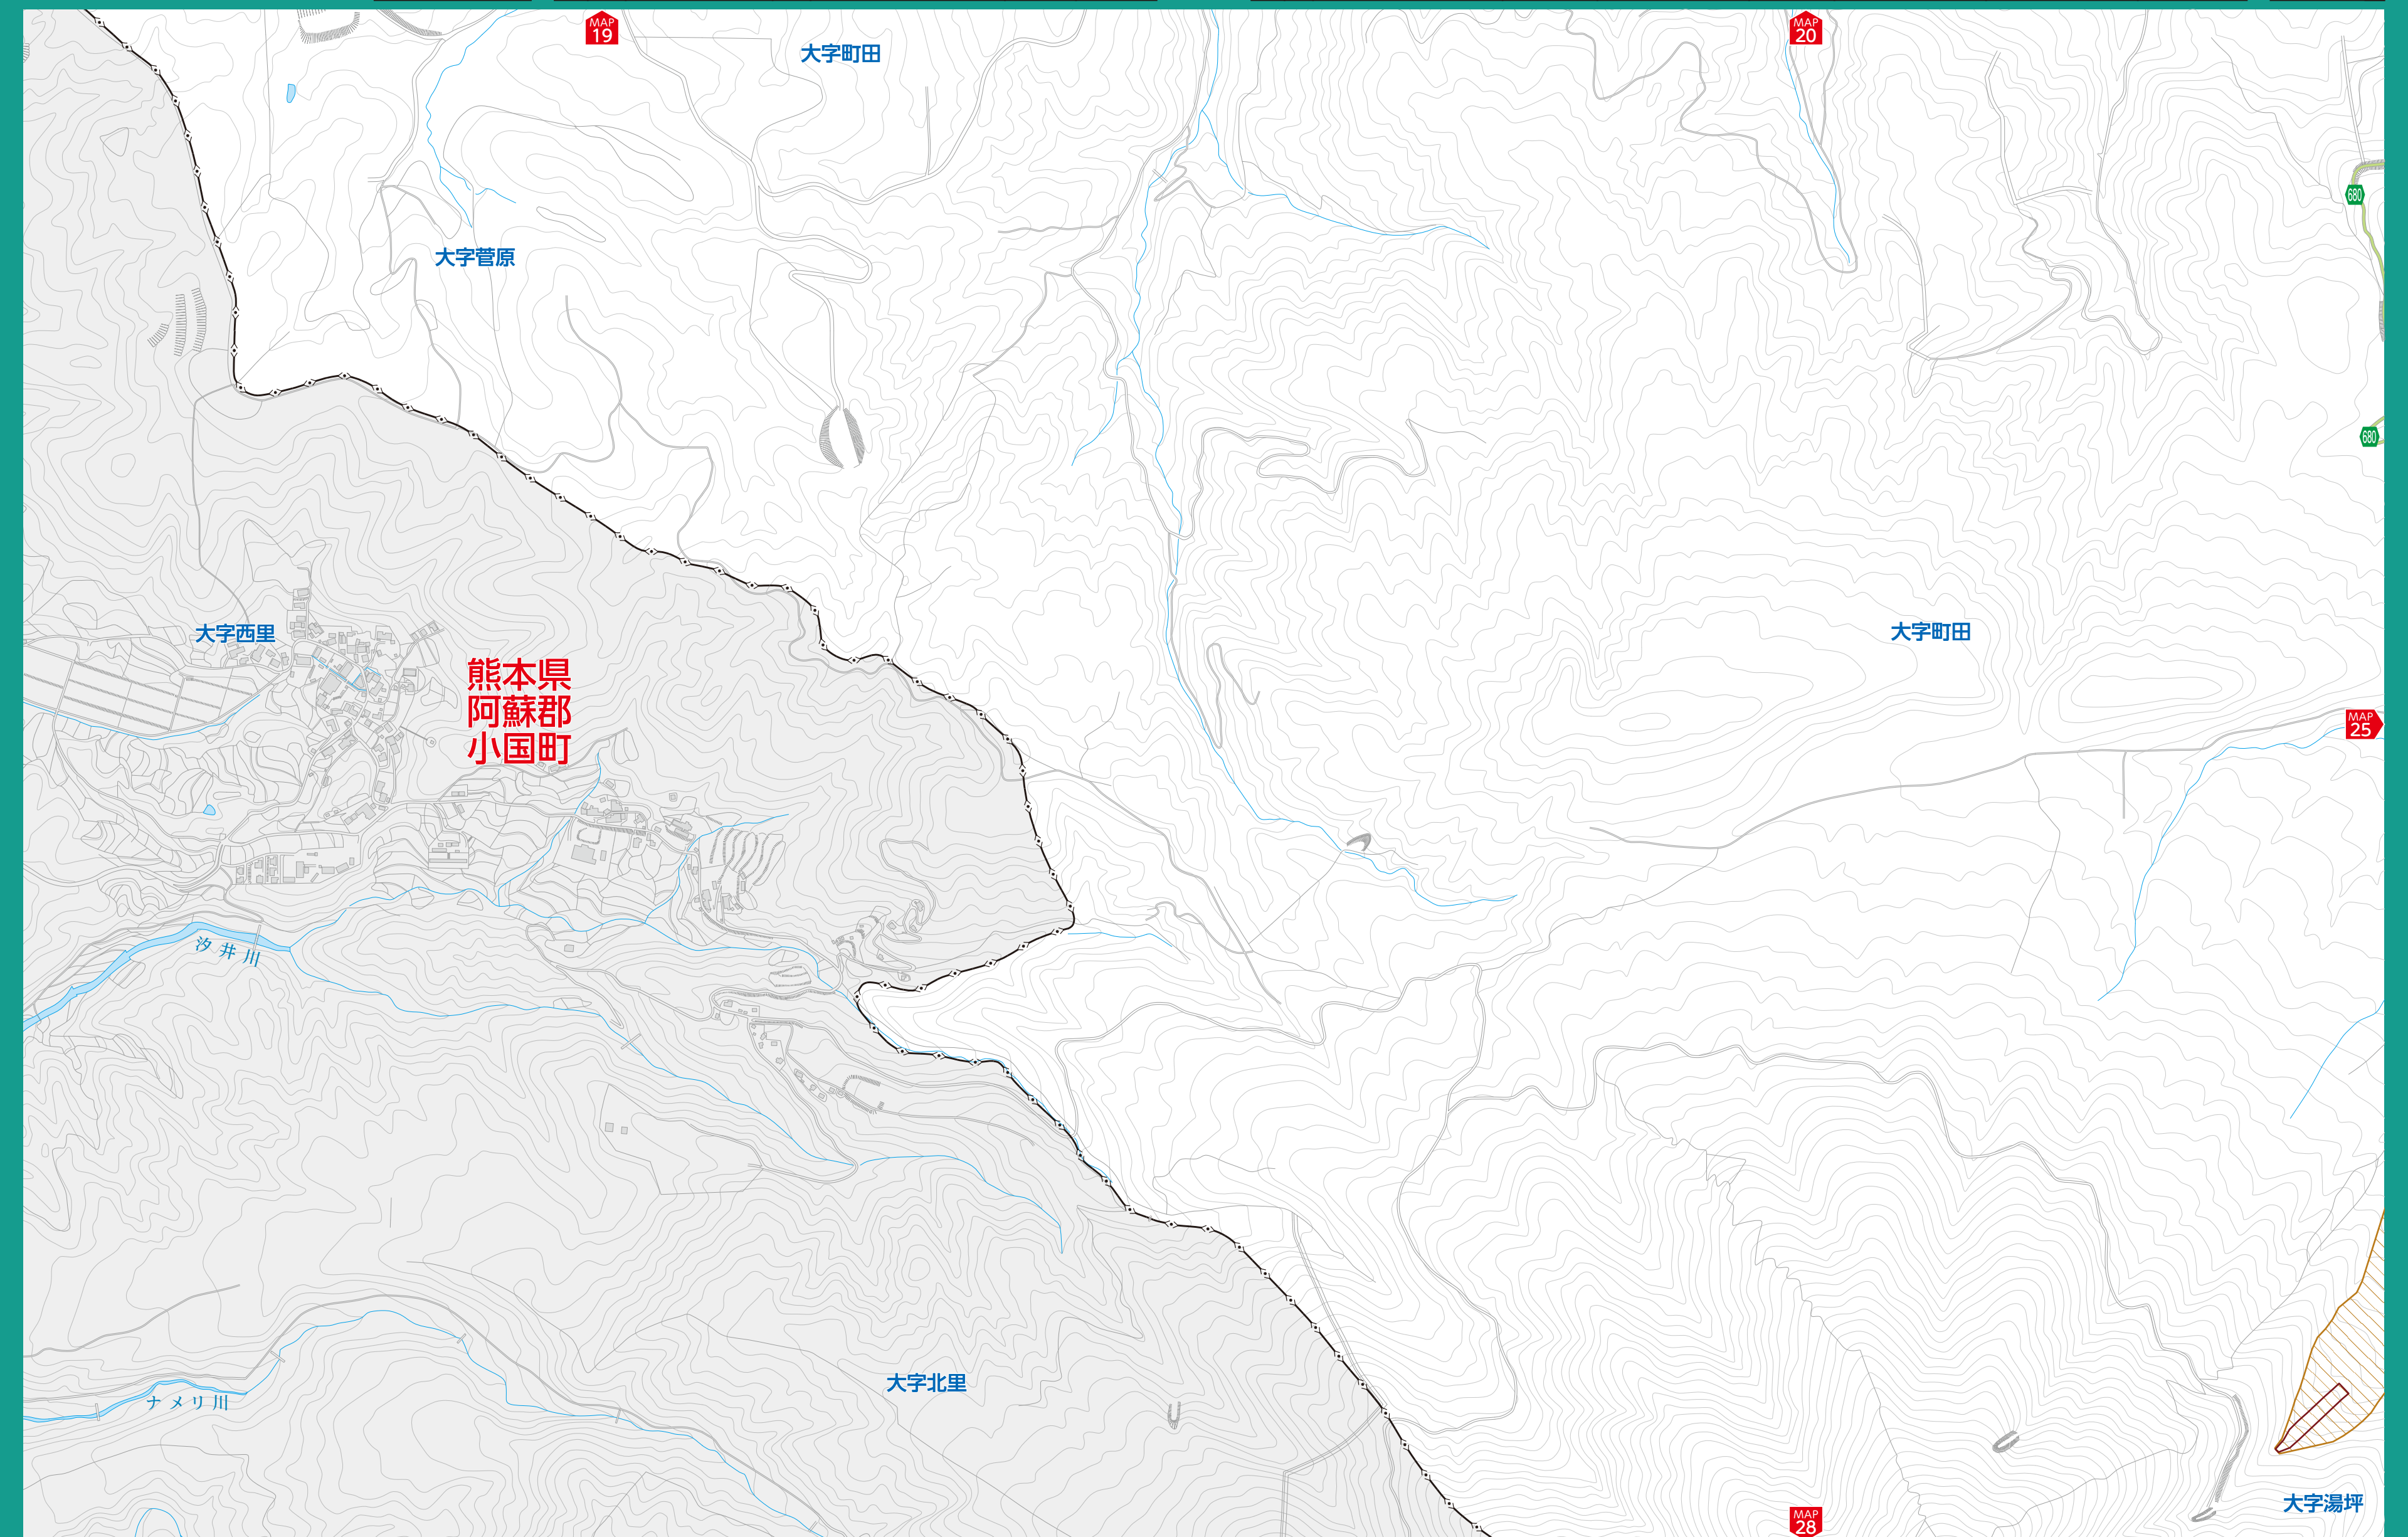 MAP
19
MAP
20
大字町田
680
大字菅原
680
大字西里
大字町田
熊本県
阿蘇郡
小国町
MAP
25
汐井川
大字北里
ナメリ川
大字湯坪
MAP
28